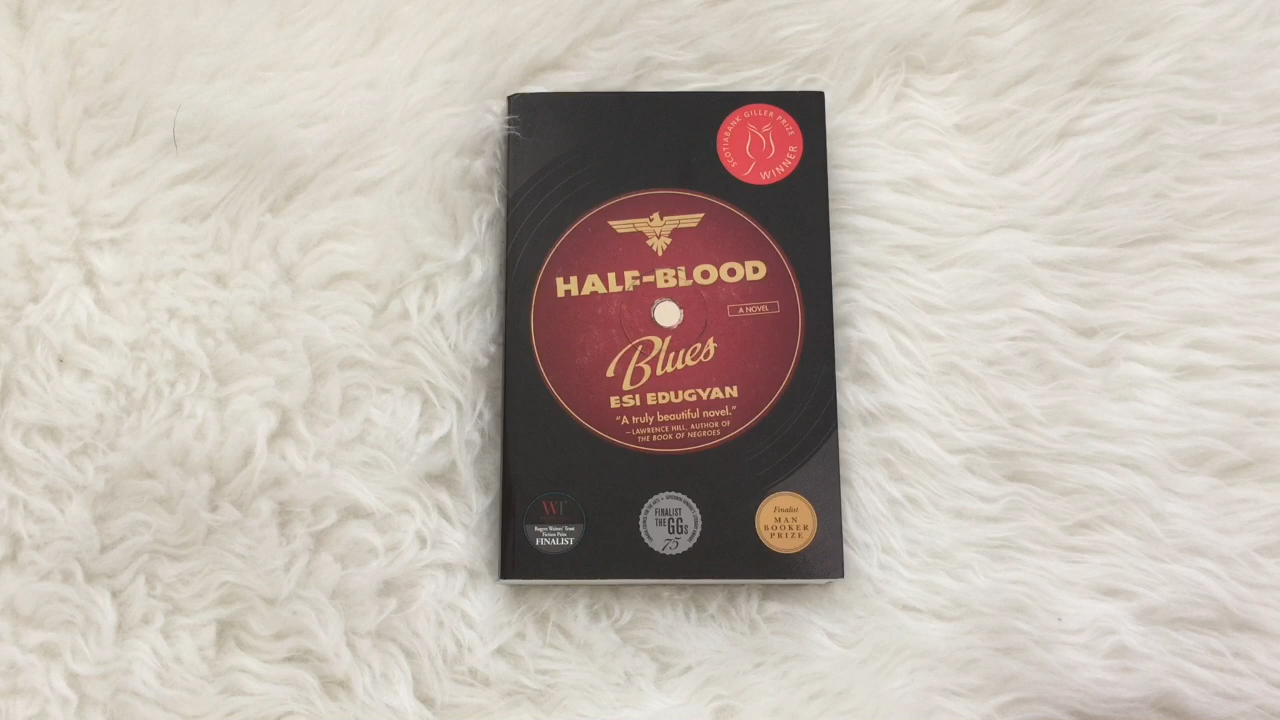 SCOTIABANK GILLER PRIZE
WINNER
HALF-BLOOD
A NOVEL
Blues
ESI EDUGYAN
“A truly beautiful novel.”
—LAWRENCE HILL, AUTHOR OF
THE BOOK OF NEGROES
WT
Rogers Writers' Trust
Fiction Prize
FINALIST
FINALIST
THE GGs
75
Finalist
MAN
BOOKER
PRIZE